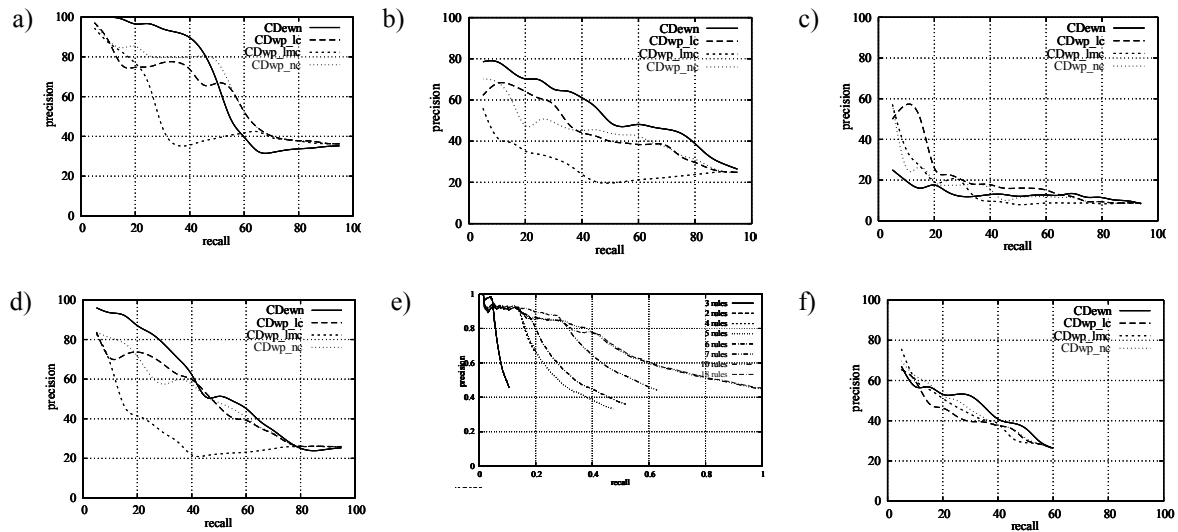 a)
100
80
60
40
20
0
precision
0 20 40 60 80 100
recall
CDewn
CDwp_lc
CDwp_lmc
CDwp_nc
b)
100
80
60
40
20
0
precision
0 20 40 60 80 100
recall
CDewn
CDwp_lc
CDwp_lmc
CDwp_nc
c)
100
80
60
40
20
0
precision
0 20 40 60 80 100
recall
CDewn
CDwp_lc
CDwp_lmc
CDwp_nc
d)
100
80
60
40
20
0
precision
0 20 40 60 80 100
recall
CDewn
CDwp_lc
CDwp_lmc
CDwp_nc
e)
1
0.8
0.6
0.4
0.2
0
precision
0 0.2 0.4 0.6 0.8 1
recall
3 rules
2 rules
4 rules
5 rules
6 rules
7 rules
10 rules
rules
f)
100
80
60
40
20
0
precision
0 20 40 60 80 100
recall
CDewn
CDwp_lc
CDwp_lmc
CDwp_nc